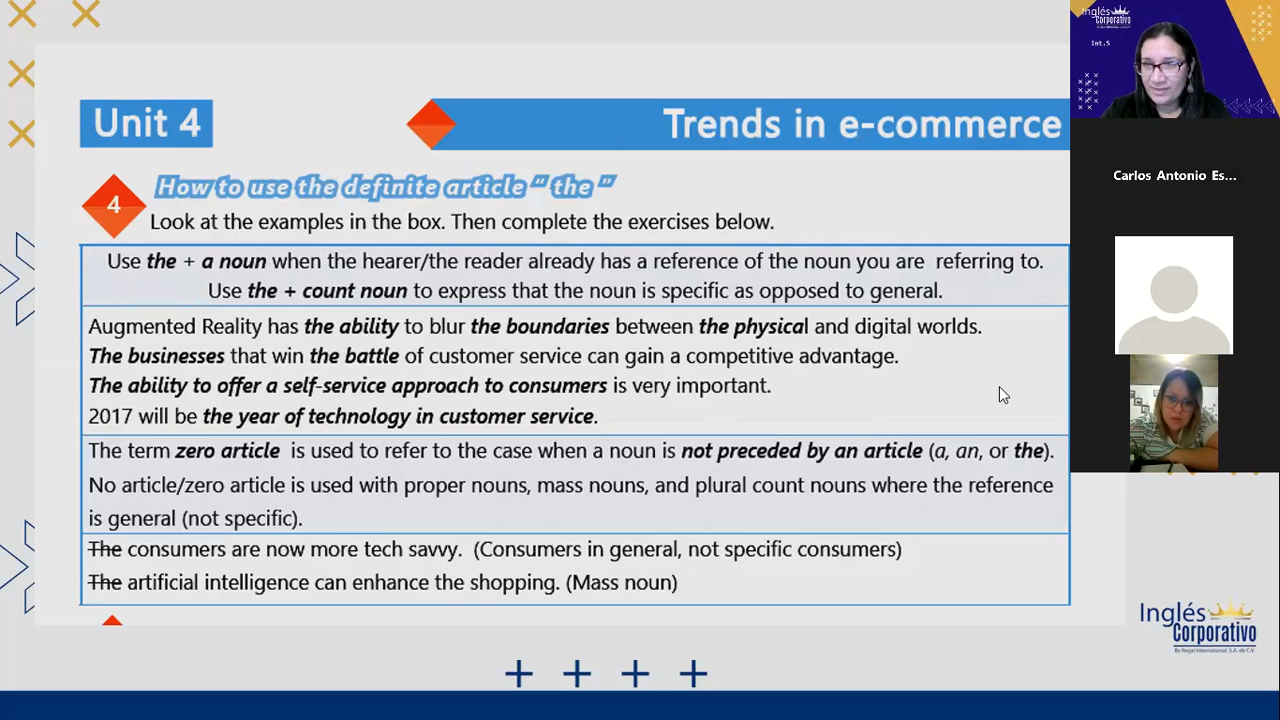 Unit 4
Trends in e-commerce
4
How to use the definite article “ the ”
Look at the examples in the box. Then complete the exercises below.
Use the + a noun when the hearer/the reader already has a reference of the noun you are referring to.
Use the + count noun to express that the noun is specific as opposed to general.
Augmented Reality has the ability to blur the boundaries between the physical and digital worlds.
The businesses that win the battle of customer service can gain a competitive advantage.
The ability to offer a self-service approach to consumers is very important.
2017 will be the year of technology in customer service.
The term zero article is used to refer to the case when a noun is not preceded by an article (a, an, or the).
No article/zero article is used with proper nouns, mass nouns, and plural count nouns where the reference
is general (not specific).
The consumers are now more tech savvy. (Consumers in general, not specific consumers)
The artificial intelligence can enhance the shopping. (Mass noun)
Inglés
Corporativo
Int.5
Carlos Antonio Es...
Inglés
Corporativo
By Regal International, S.A. de C.V.